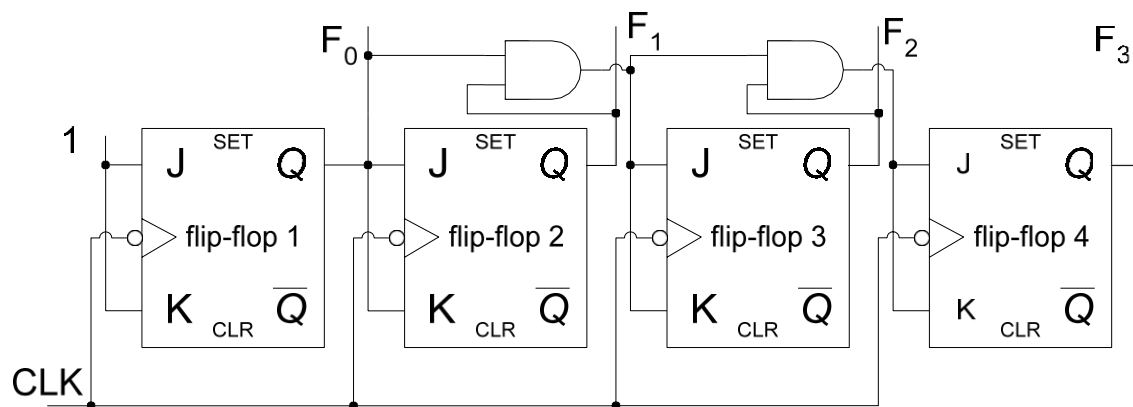 F0 F1 F2 F3
1
SET SET SET SET
J Q J Q J Q J Q
flip-flop 1 flip-flop 2 flip-flop 3 flip-flop 4
K Q̅ K Q̅ K Q̅ K Q̅
CLR CLR CLR CLR
CLK